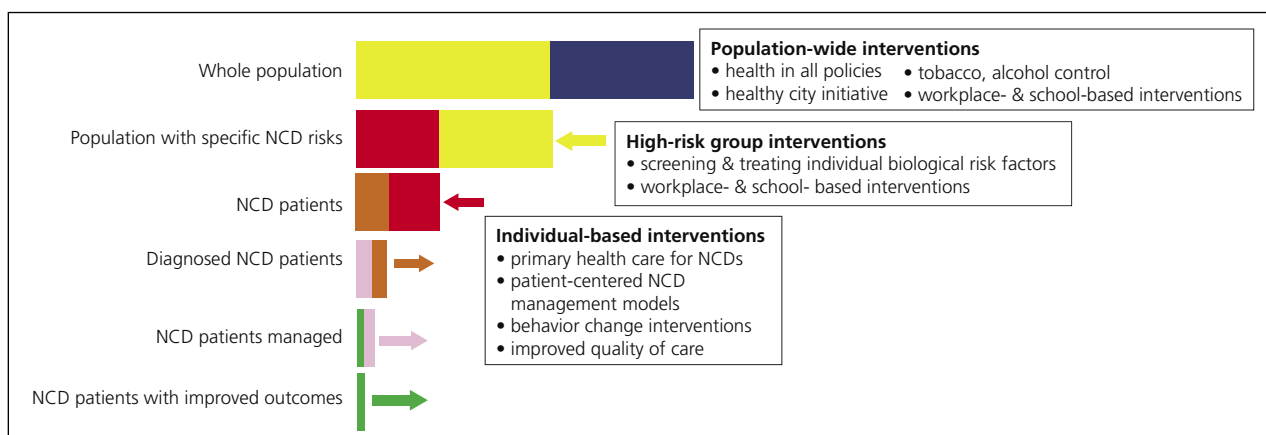 Whole population
Population-wide interventions
• health in all policies • tobacco, alcohol control
• healthy city initiative • workplace- & school-based interventions
Population with specific NCD risks
High-risk group interventions
• screening & treating individual biological risk factors
• workplace- & school- based interventions
NCD patients
Individual-based interventions
• primary health care for NCDs
• patient-centered NCD
management models
• behavior change interventions
• improved quality of care
Diagnosed NCD patients
NCD patients managed
NCD patients with improved outcomes